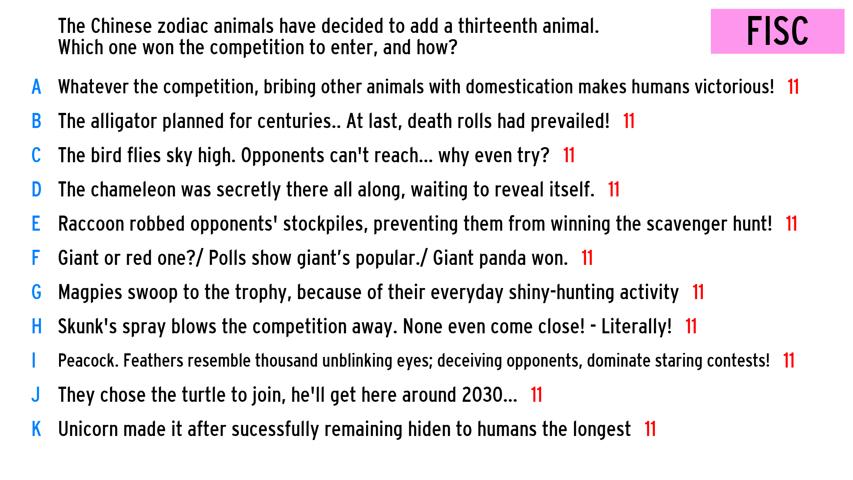 The Chinese zodiac animals have decided to add a thirteenth animal.
Which one won the competition to enter, and how?
FISC
A Whatever the competition, bribing other animals with domestication makes humans victorious! 11
B The alligator planned for centuries.. At last, death rolls had prevailed! 11
C The bird flies sky high. Opponents can't reach... why even try? 11
D The chameleon was secretly there all along, waiting to reveal itself. 11
E Raccoon robbed opponents' stockpiles, preventing them from winning the scavenger hunt! 11
F Giant or red one?/ Polls show giant's popular./ Giant panda won. 11
G Magpies swoop to the trophy, because of their everyday shiny-hunting activity 11
H Skunk's spray blows the competition away. None even come close! - Literally! 11
I Peacock. Feathers resemble thousand unblinking eyes; deceiving opponents, dominate staring contests! 11
J They chose the turtle to join, he'll get here around 2030... 11
K Unicorn made it after sucessfully remaining hiden to humans the longest 11